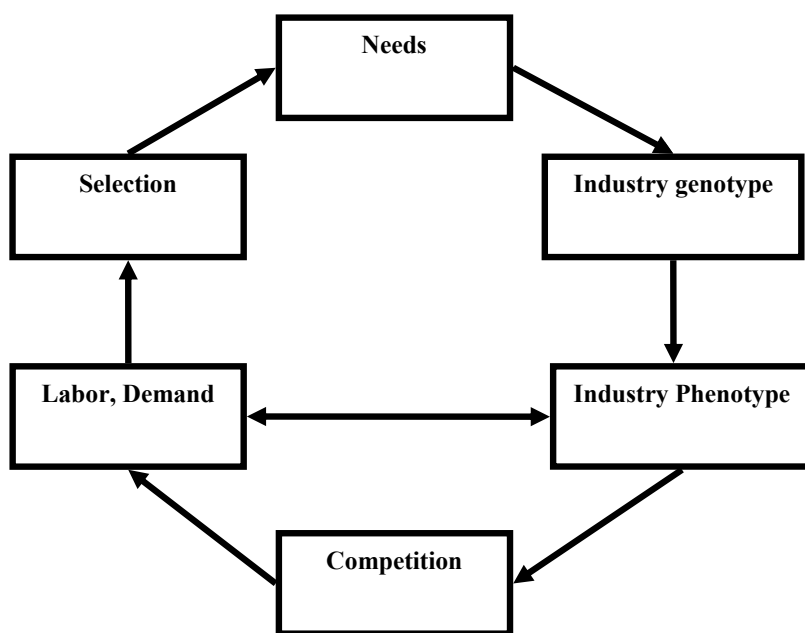 Needs
Selection
Industry genotype
Labor, Demand
Industry Phenotype
Competition